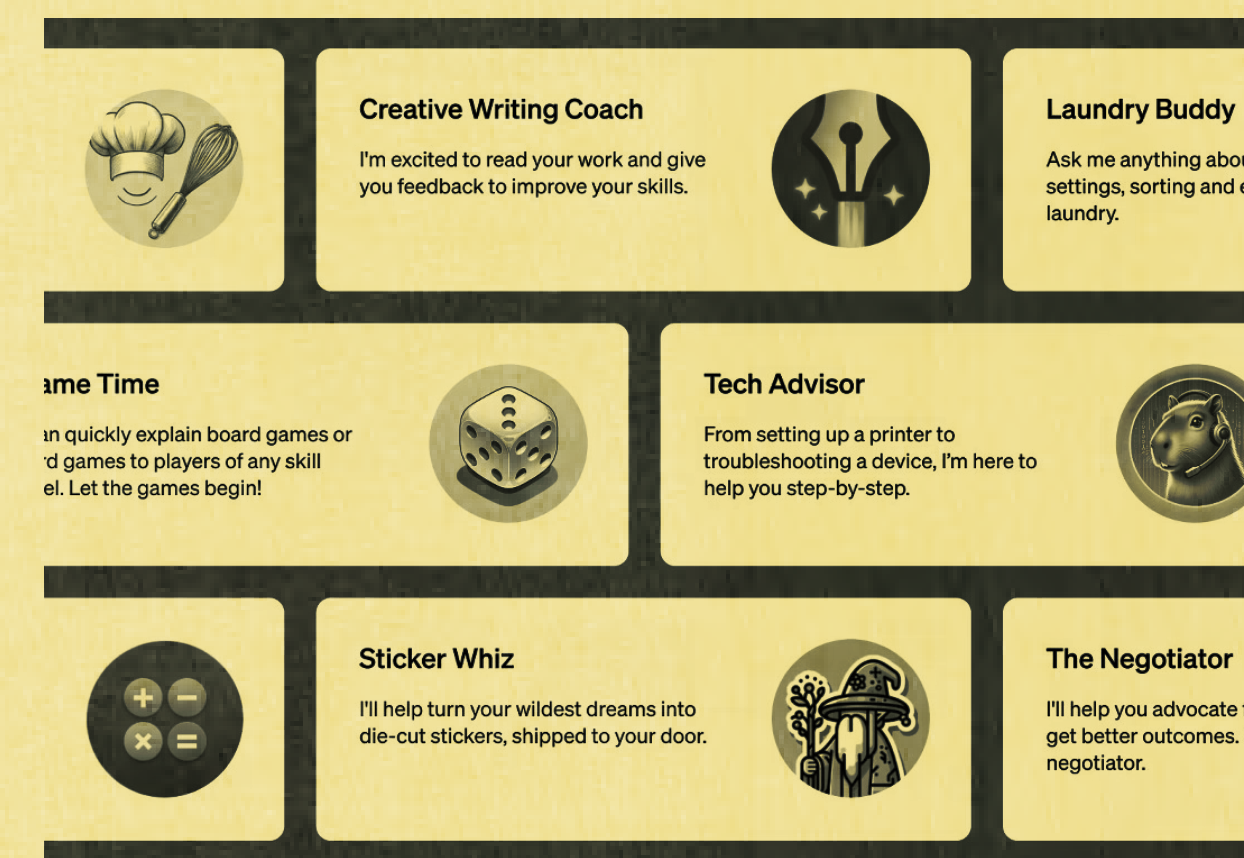 Creative Writing Coach
I'm excited to read your work and give
you feedback to improve your skills.
Laundry Buddy
Ask me anything abou
settings, sorting and e
laundry.
ame Time
an quickly explain board games or
rd games to players of any skill
el. Let the games begin!
Tech Advisor
From setting up a printer to
troubleshooting a device, I’m here to
help you step-by-step.
Sticker Whiz
I'll help turn your wildest dreams into
die-cut stickers, shipped to your door.
The Negotiator
I'll help you advocate
get better outcomes.
negotiator.